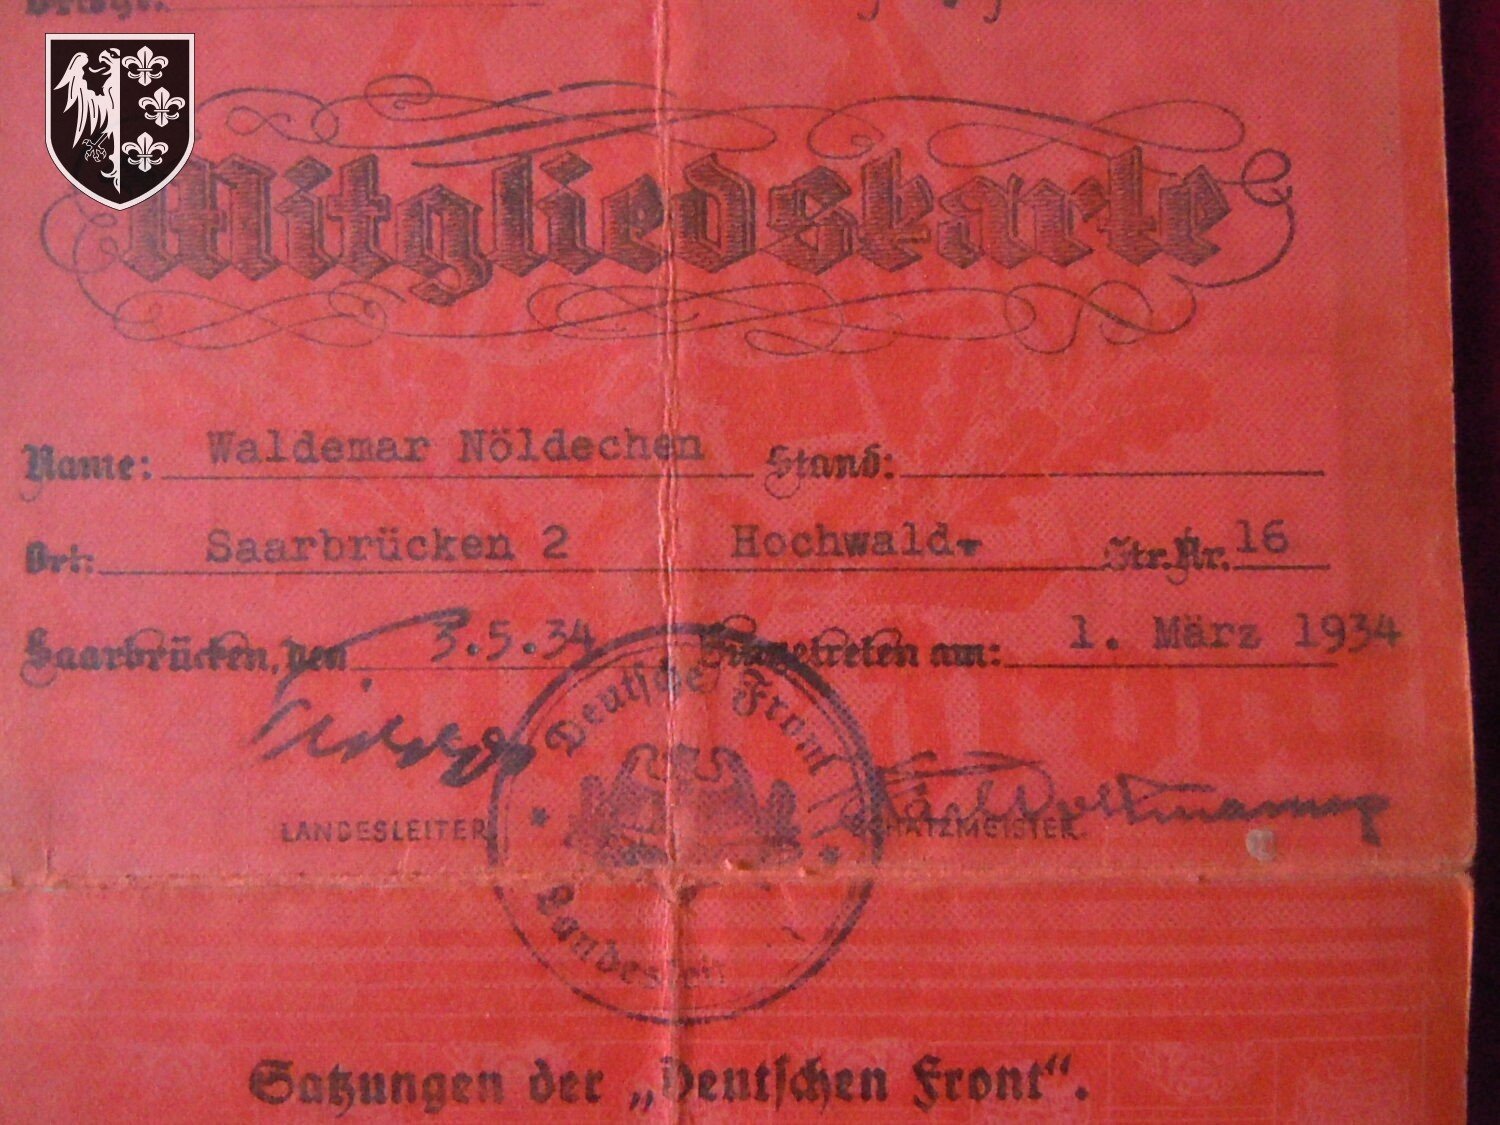 Ortsgr.
Mitgliedskarte
Name: Waldemar Nöldechen Stand:
Ort: Saarbrücken 2 Hochwald- Str. Nr. 16
Saarbrücken, den 3.5.34 Eingetreten am: 1. März 1934
LANDESLEITER SCHATZMEISTER.
Deutsche Front
Satzungen der „Deutschen Front“.